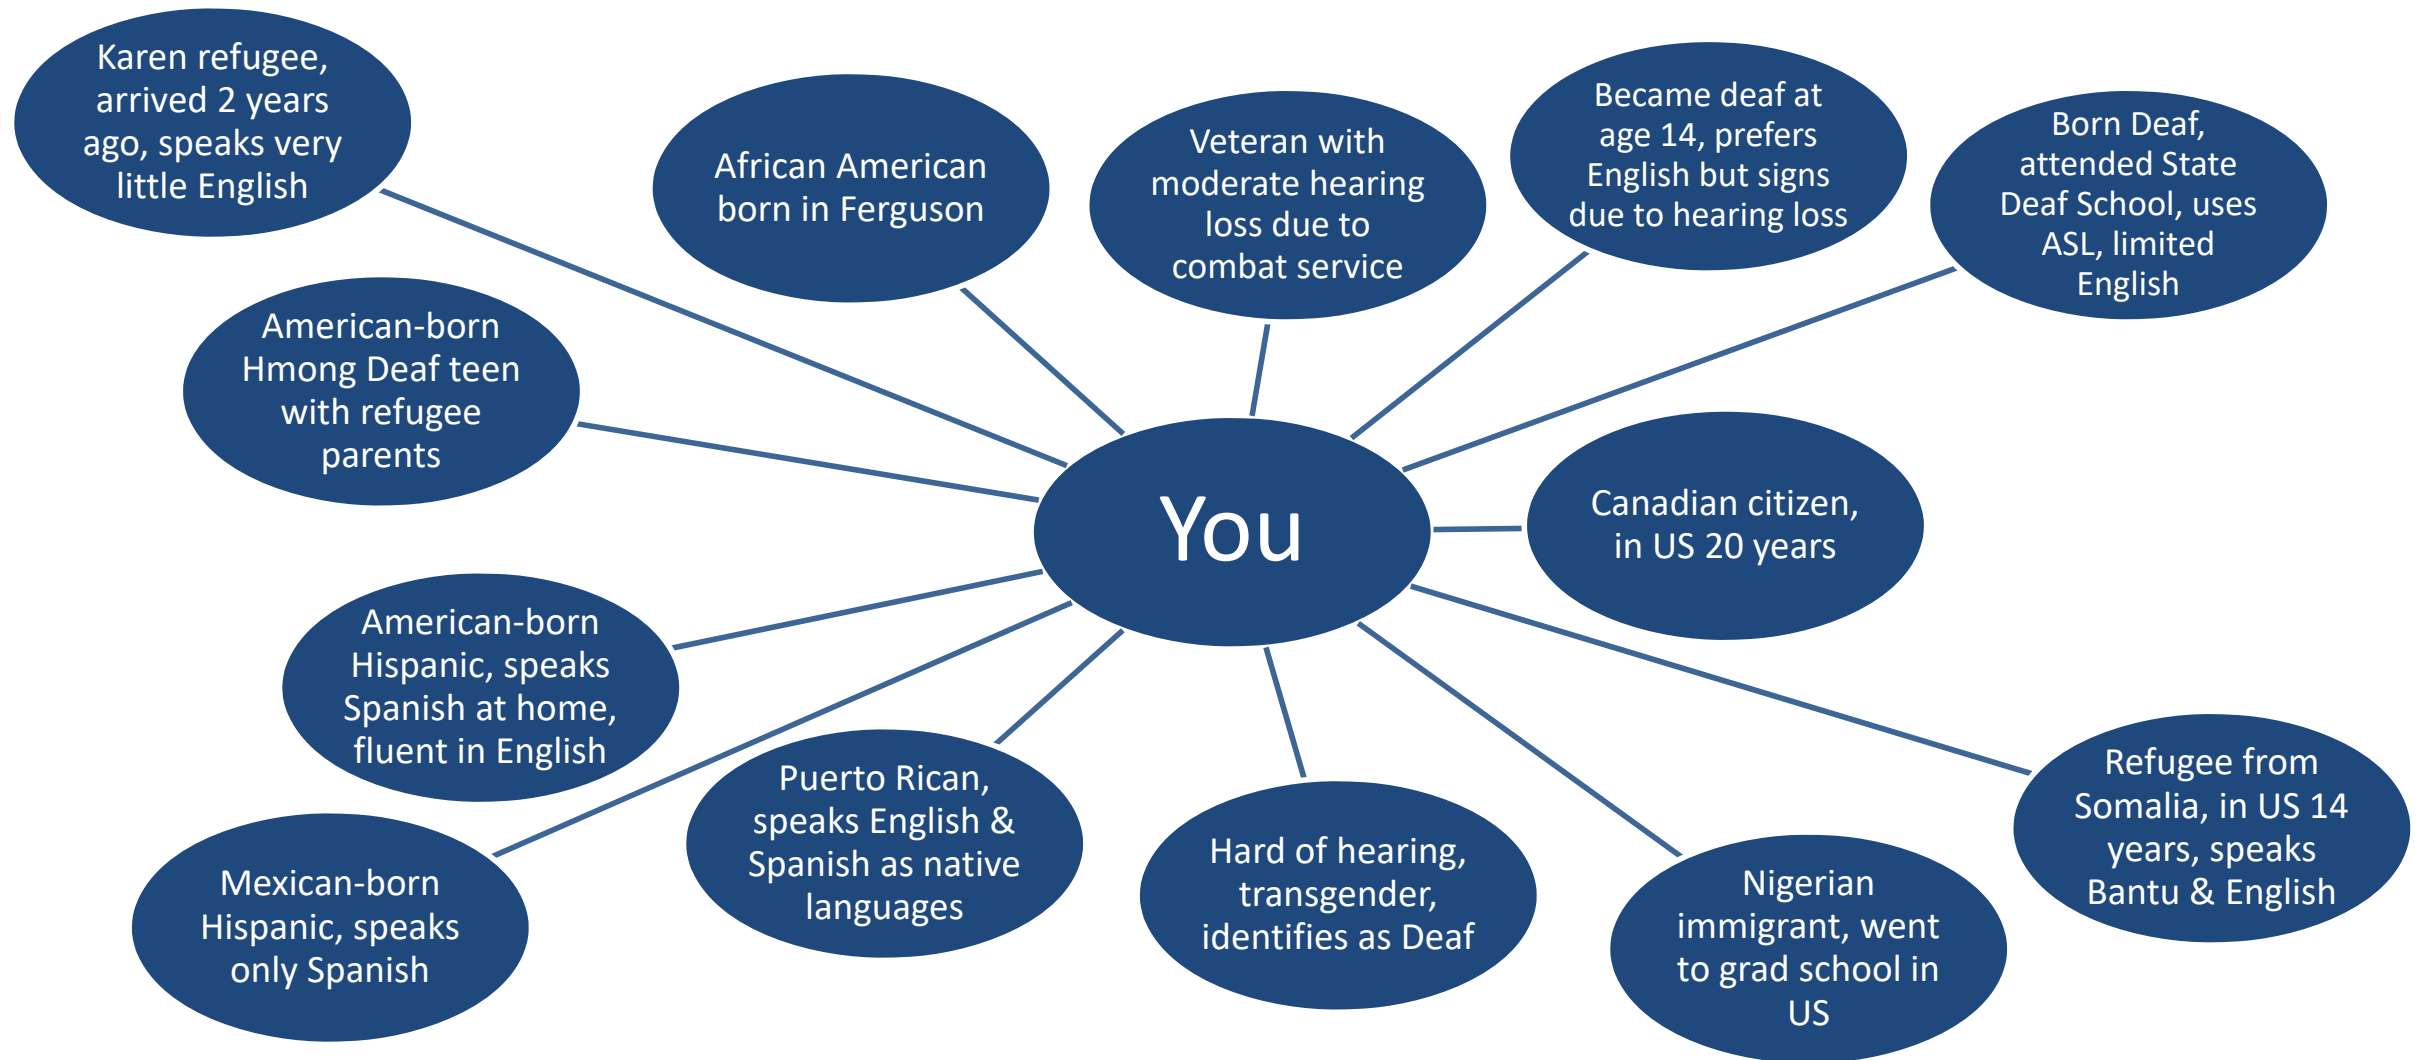 Karen refugee,
arrived 2 years
ago, speaks very
little English
African American
born in Ferguson
Veteran with
moderate hearing
loss due to
combat service
Became deaf at
age 14, prefers
English but signs
due to hearing loss
Born Deaf,
attended State
Deaf School, uses
ASL, limited
English
American-born
Hmong Deaf teen
with refugee
parents
You
Canadian citizen,
in US 20 years
American-born
Hispanic, speaks
Spanish at home,
fluent in English
Mexican-born
Hispanic, speaks
only Spanish
Puerto Rican,
speaks English &
Spanish as native
languages
Hard of hearing,
transgender,
identifies as Deaf
Nigerian
immigrant, went
to grad school in
US
Refugee from
Somalia, in US 14
years, speaks
Bantu & English